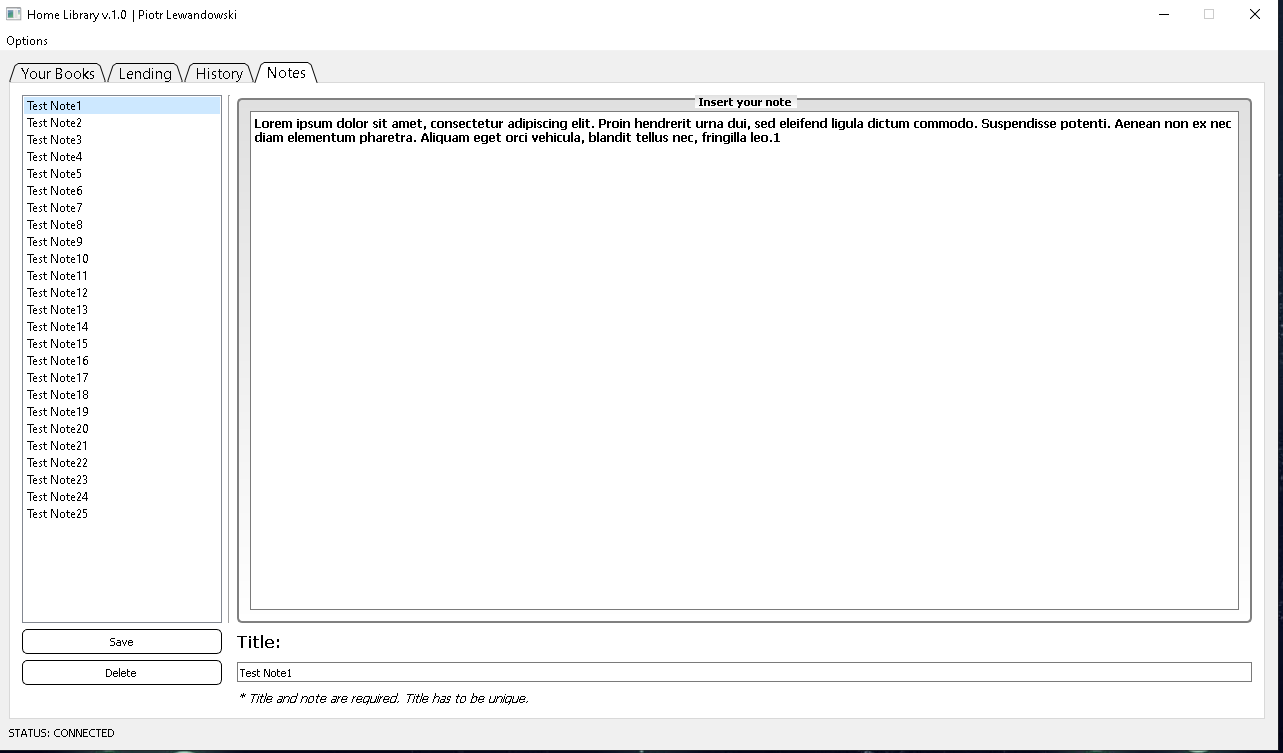 Home Library v.1.0 | Piotr Lewandowski
Options
Your Books
Lending
History
Notes
Test Note1
Test Note2
Test Note3
Test Note4
Test Note5
Test Note6
Test Note7
Test Note8
Test Note9
Test Note10
Test Note11
Test Note12
Test Note13
Test Note14
Test Note15
Test Note16
Test Note17
Test Note18
Test Note19
Test Note20
Test Note21
Test Note22
Test Note23
Test Note24
Test Note25
Save
Delete
Insert your note
Lorem ipsum dolor sit amet, consectetur adipiscing elit. Proin hendrerit urna dui, sed eleifend ligula dictum commodo. Suspendisse potenti. Aenean non ex nec
diam elementum pharetra. Aliquam eget orci vehicula, blandit tellus nec, fringilla leo.1
Title:
Test Note1
* Title and note are required. Title has to be unique.
STATUS: CONNECTED